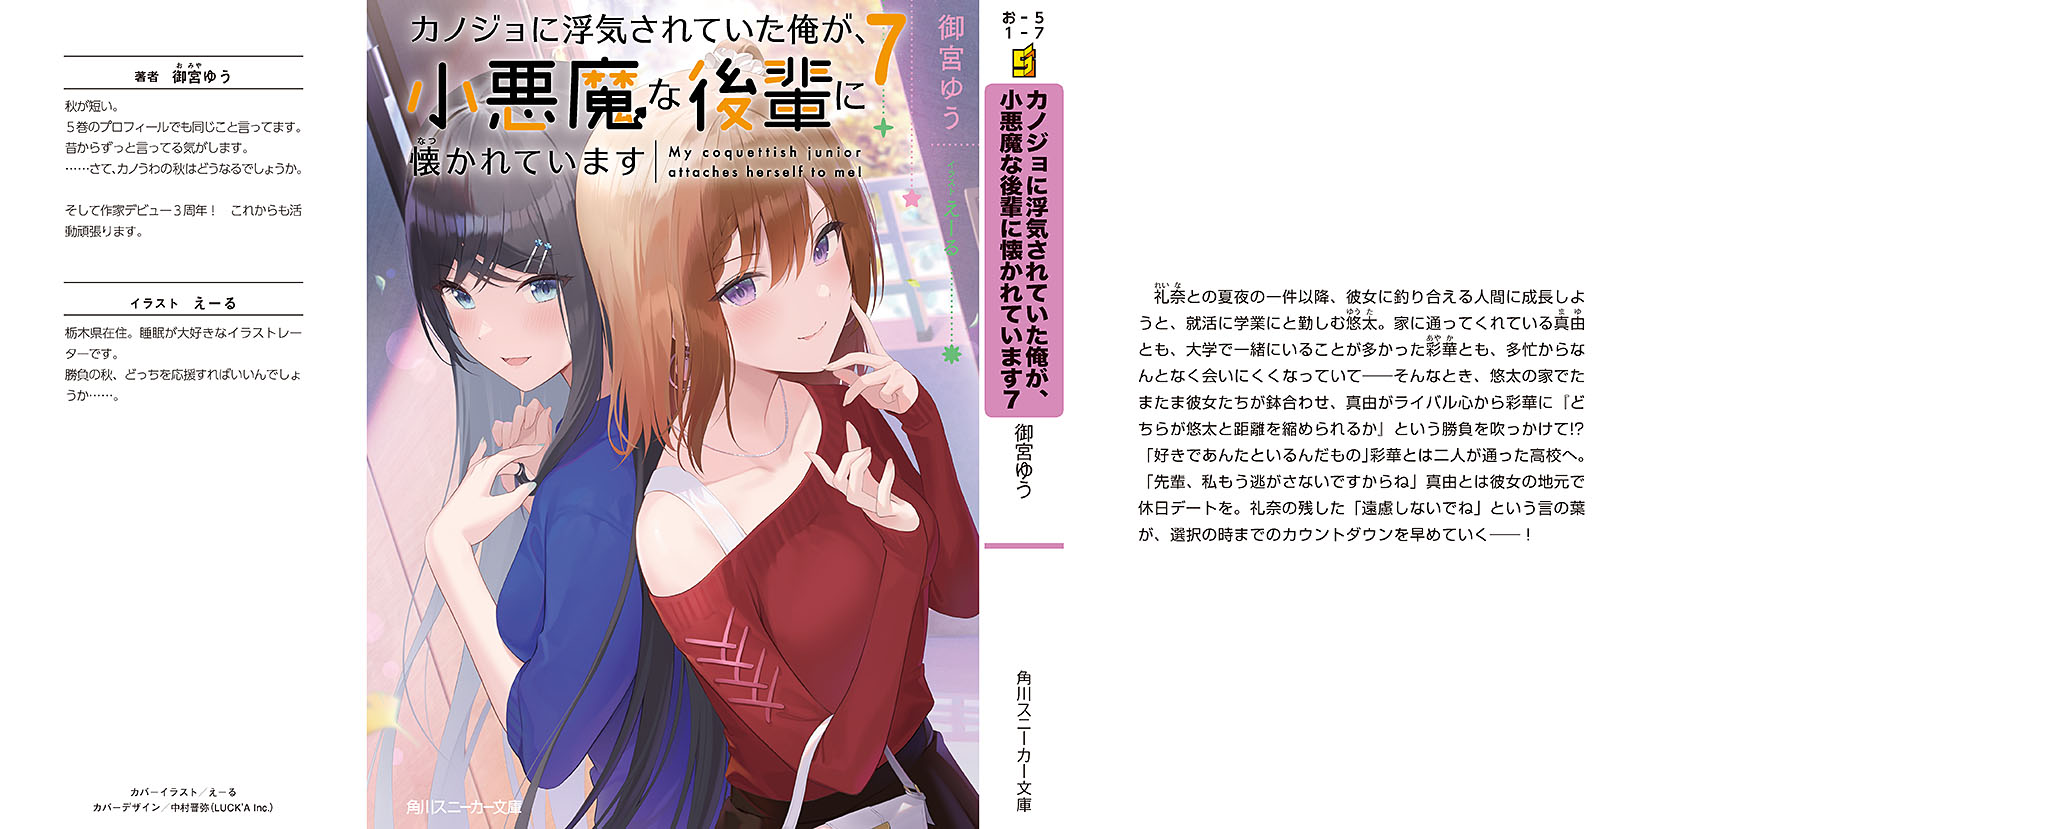 著者　御宮ゆう
おみや
秋が短い。
５巻のプロフィールでも同じこと言ってます。
昔からずっと言ってる気がします。
……さて、カノうわの秋はどうなるでしょうか。
そして作家デビュー３周年！　これからも活
動頑張ります。
イラスト　えーる
栃木県在住。睡眠が大好きなイラストレー
ターです。
勝負の秋、どっちを応援すればいいんでしょ
うか……。
カバーイラスト／えーる
カバーデザイン／中村晋弥(LUCK'A Inc.)
カノジョに浮気されていた俺が、
7
小悪魔な後輩に
なつ
懐かれています
My coquettish junior
attaches herself to me!
御宮ゆう
イラスト えーる
角川スニーカー文庫
お-5
1-7
カノジョに浮気されていた俺が、
小悪魔な後輩に懐かれています7
御宮ゆう
角川スニーカー文庫
れいな
礼奈との夏夜の一件以降、彼女に釣り合える人間に成長しよ
ゆうた
まゆ
うと、就活に学業にと勤しむ悠太。家に通ってくれている真由
あやか
とも、大学で一緒にいることが多かった彩華とも、多忙からな
んとなく会いにくくなっていて――そんなとき、悠太の家でた
またま彼女たちが鉢合わせ、真由がライバル心から彩華に『ど
ちらが悠太と距離を縮められるか』という勝負を吹っかけて!?
「好きであんたといるんだもの」彩華とは二人が通った高校へ。
「先輩、私もう逃がさないですからね」真由とは彼女の地元で
休日デートを。礼奈の残した「遠慮しないでね」という言の葉
が、選択の時までのカウントダウンを早めていく――！